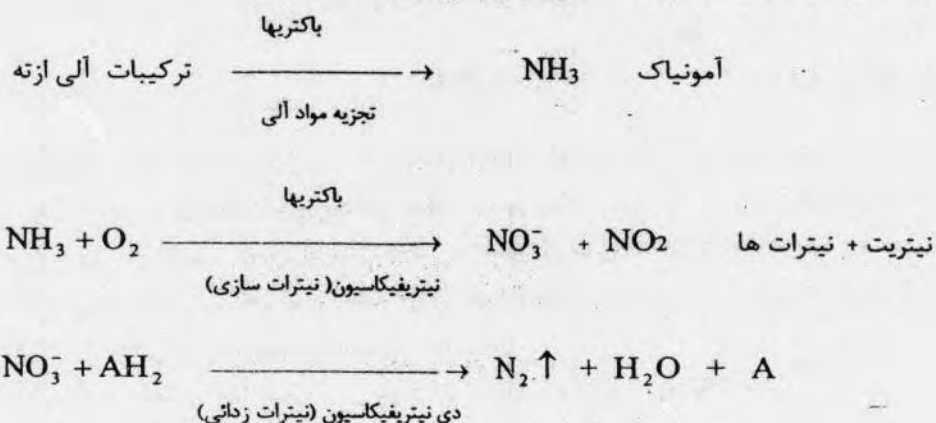 باکتریها
ترکیبات آلی ازته ⟶ NH₃ آمونیاک
تجزیه مواد آلی
باکتریها
NH₃ + O₂ ⟶ NO₃⁻ + NO2 نیتریت + نیترات ها
نیتریفیکاسیون( نیترات سازی)
NO₃⁻ + AH₂ ⟶ N₂ ↑ + H₂O + A
دی نیتریفیکاسیون (نیترات زدائی)